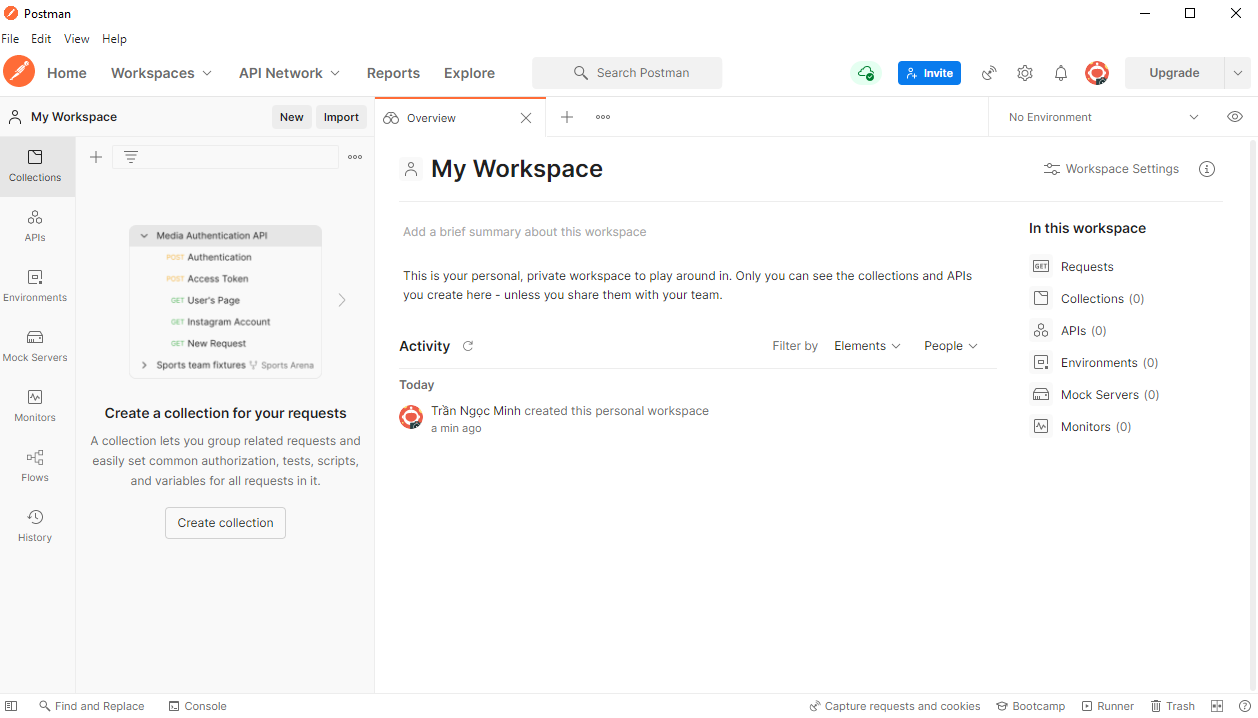 Postman
File Edit View Help
Home Workspaces API Network Reports Explore Search Postman Invite Upgrade
My Workspace New Import Overview No Environment
Collections
APIs
Environments
Mock Servers
Monitors
Flows
History
Media Authentication API
POST Authentication
POST Access Token
GET User's Page
GET Instagram Account
GET New Request
Sports team fixtures Sports Arena
Create a collection for your requests
A collection lets you group related requests and
easily set common authorization, tests, scripts,
and variables for all requests in it.
Create collection
My Workspace
Workspace Settings
Add a brief summary about this workspace
This is your personal, private workspace to play around in. Only you can see the collections and APIs
you create here - unless you share them with your team.
Activity Filter by Elements People
Today
Trần Ngọc Minh created this personal workspace
a min ago
In this workspace
GET Requests
Collections (0)
APIs (0)
Environments (0)
Mock Servers (0)
Monitors (0)
Find and Replace Console Capture requests and cookies Bootcamp Runner Trash